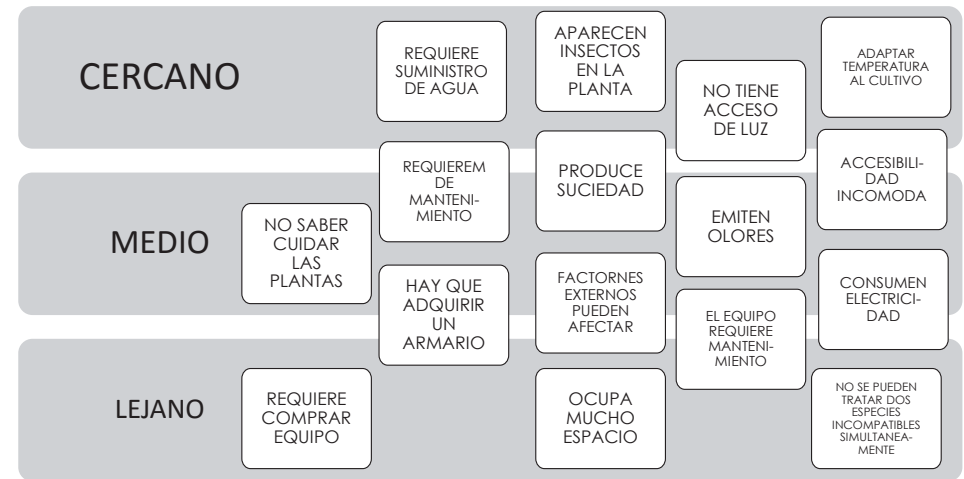 CERCANO
REQUIERE
SUMINISTRO
DE AGUA
APARECEN
INSECTOS
EN LA
PLANTA
NO TIENE
ACCESO
DE LUZ
ADAPTAR
TEMPERATURA
AL CULTIVO
REQUIEREM
DE
MANTENI-
MIENTO
PRODUCE
SUCIEDAD
ACCESIBILI-
DAD
INCOMODA
MEDIO
NO SABER
CUIDAR
LAS
PLANTAS
EMITEN
OLORES
HAY QUE
ADQUIRIR
UN
ARMARIO
FACTORNES
EXTERNOS
PUEDEN
AFECTAR
EL EQUIPO
REQUIERE
MANTENI-
MIENTO
CONSUMEN
ELECTRICI-
DAD
LEJANO
REQUIERE
COMPRAR
EQUIPO
OCUPA
MUCHO
ESPACIO
NO SE PUEDEN
TRATAR DOS
ESPECIES
INCOMPATIBLES
SIMULTANEA-
MENTE